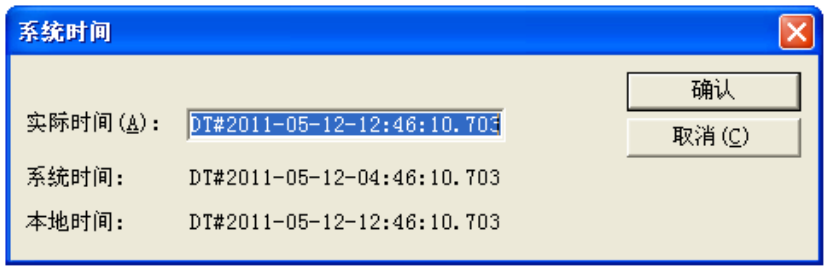 系统时间
确认
实际时间(A): DT#2011-05-12-12:46:10.703
取消(C)
系统时间: DT#2011-05-12-04:46:10.703
本地时间: DT#2011-05-12-12:46:10.703